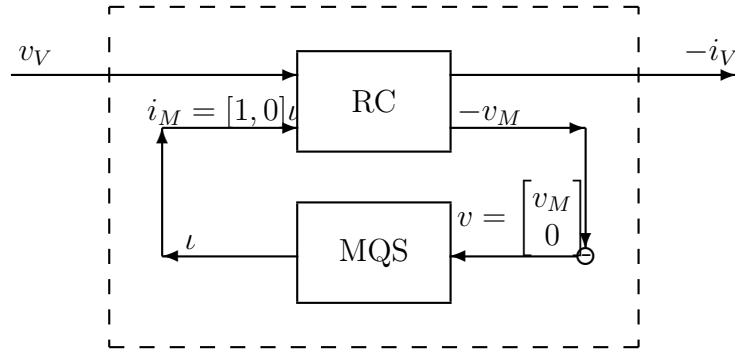 v_V
-i_V
RC
i_M = [1, 0]ι
-v_M
v = [v_M
0]
ι
MQS
-